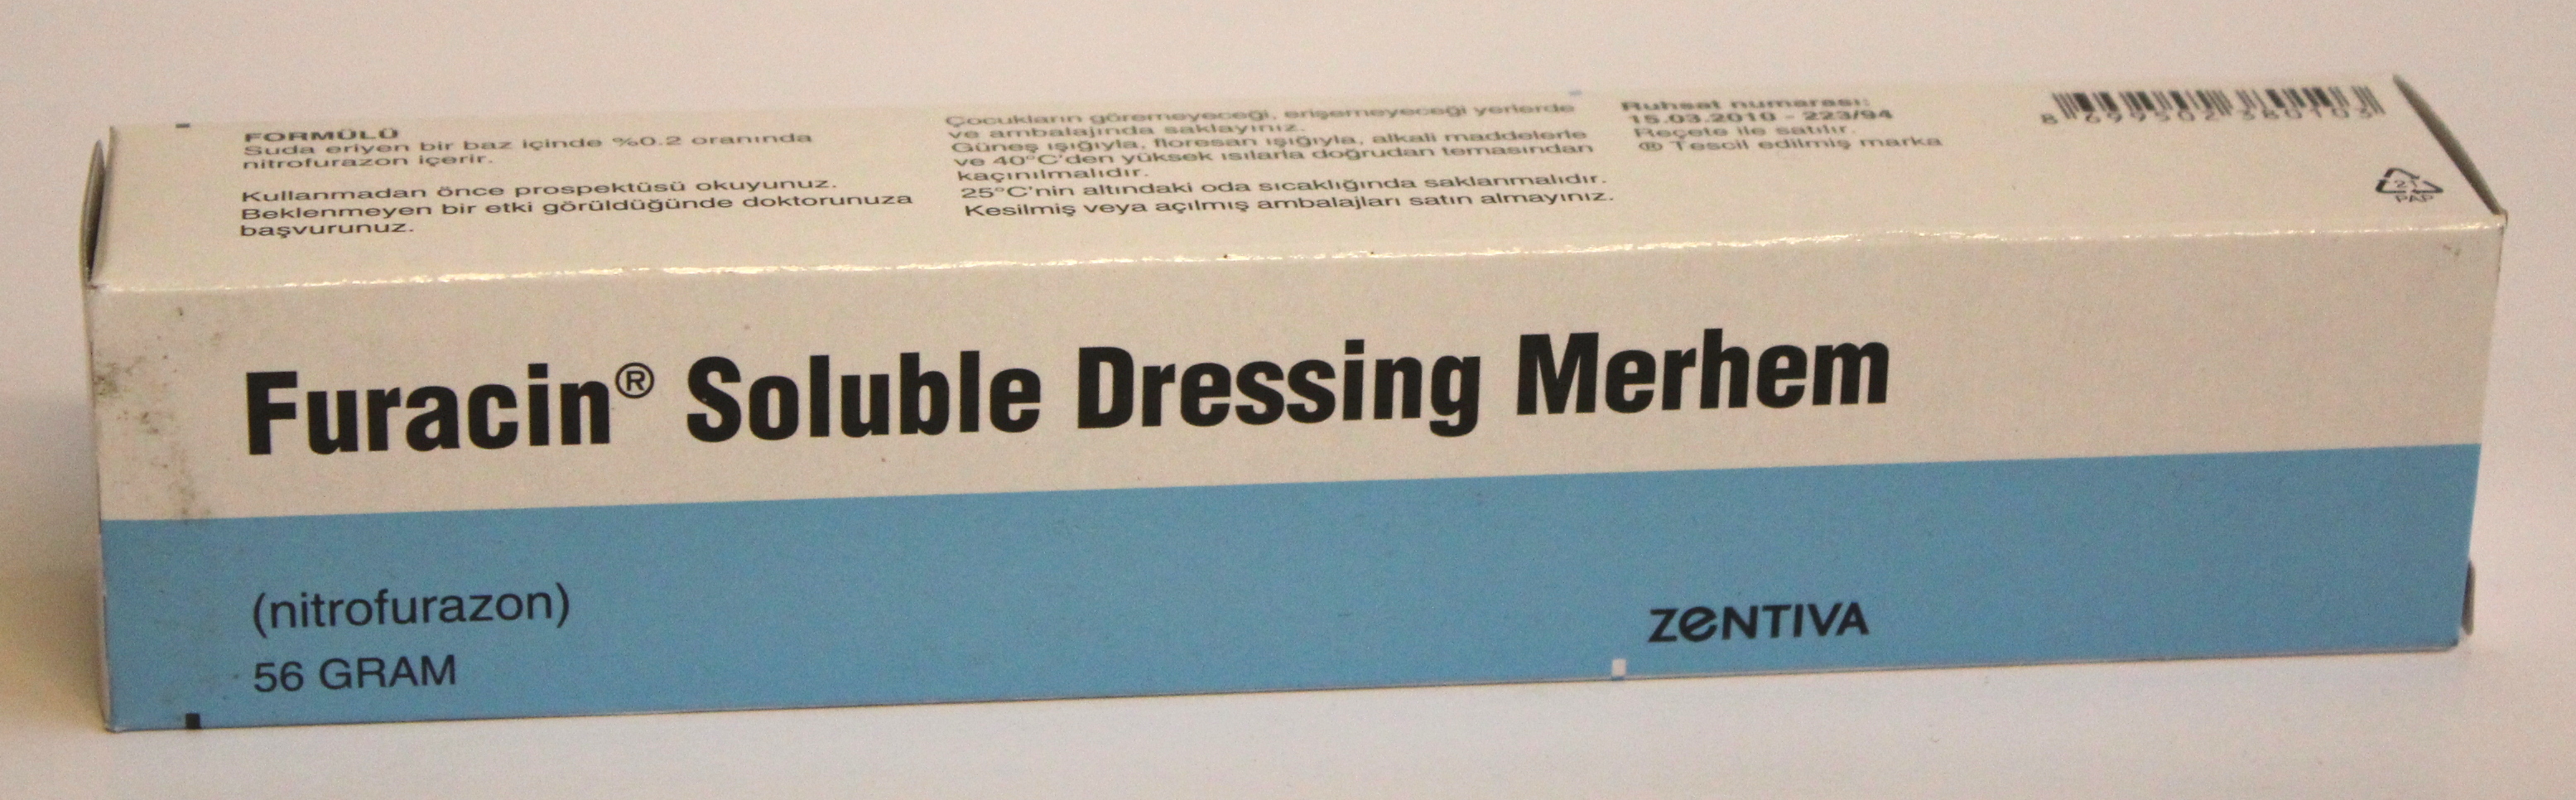 FORMÜLÜ
Suda eriyen bir baz içinde %0.2 oranında
nitrofurazon içerir.
Kullanmadan önce prospektüsü okuyunuz.
Beklenmeyen bir etki görüldüğünde doktorunuza
başvurunuz.
Çocukların göremeyeceği, erişemeyeceği yerlerde
ve ambalajında saklayınız.
Güneş ışığıyla, floresan ışığıyla, alkali maddelerle
ve 40°C'den yüksek ısılarla doğrudan temasından
kaçınılmalıdır.
25°C'nin altındaki oda sıcaklığında saklanmalıdır.
Kesilmiş veya açılmış ambalajları satın almayınız.
Ruhsat numarası:
15.03.2010 - 223/94
Reçete ile satılır.
® Tescil edilmiş marka
8 699502 380103
21
PAP
Furacin® Soluble Dressing Merhem
(nitrofurazon)
56 GRAM
ZENTIVA